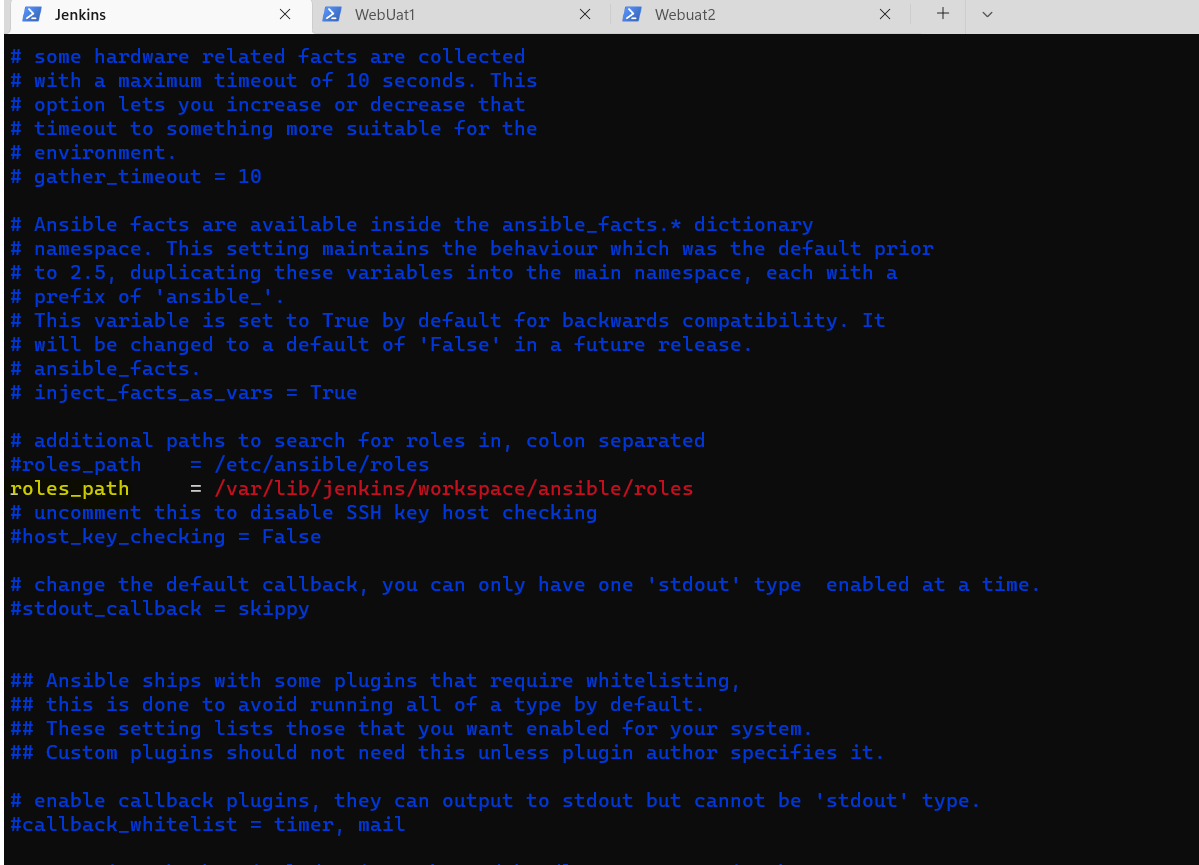 Jenkins
WebUat1
Webuat2
# some hardware related facts are collected
# with a maximum timeout of 10 seconds. This
# option lets you increase or decrease that
# timeout to something more suitable for the
# environment.
# gather_timeout = 10
# Ansible facts are available inside the ansible_facts.* dictionary
# namespace. This setting maintains the behaviour which was the default prior
# to 2.5, duplicating these variables into the main namespace, each with a
# prefix of 'ansible_'.
# This variable is set to True by default for backwards compatibility. It
# will be changed to a default of 'False' in a future release.
# ansible_facts.
# inject_facts_as_vars = True
# additional paths to search for roles in, colon separated
#roles_path    = /etc/ansible/roles
roles_path     = /var/lib/jenkins/workspace/ansible/roles
# uncomment this to disable SSH key host checking
#host_key_checking = False
# change the default callback, you can only have one 'stdout' type  enabled at a time.
#stdout_callback = skippy
## Ansible ships with some plugins that require whitelisting,
## this is done to avoid running all of a type by default.
## These setting lists those that you want enabled for your system.
## Custom plugins should not need this unless plugin author specifies it.
# enable callback plugins, they can output to stdout but cannot be 'stdout' type.
#callback_whitelist = timer, mail